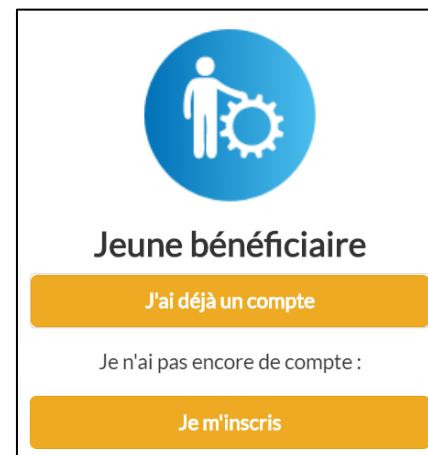 Jeune bénéficiaire
J'ai déjà un compte
Je n'ai pas encore de compte :
Je m'inscris